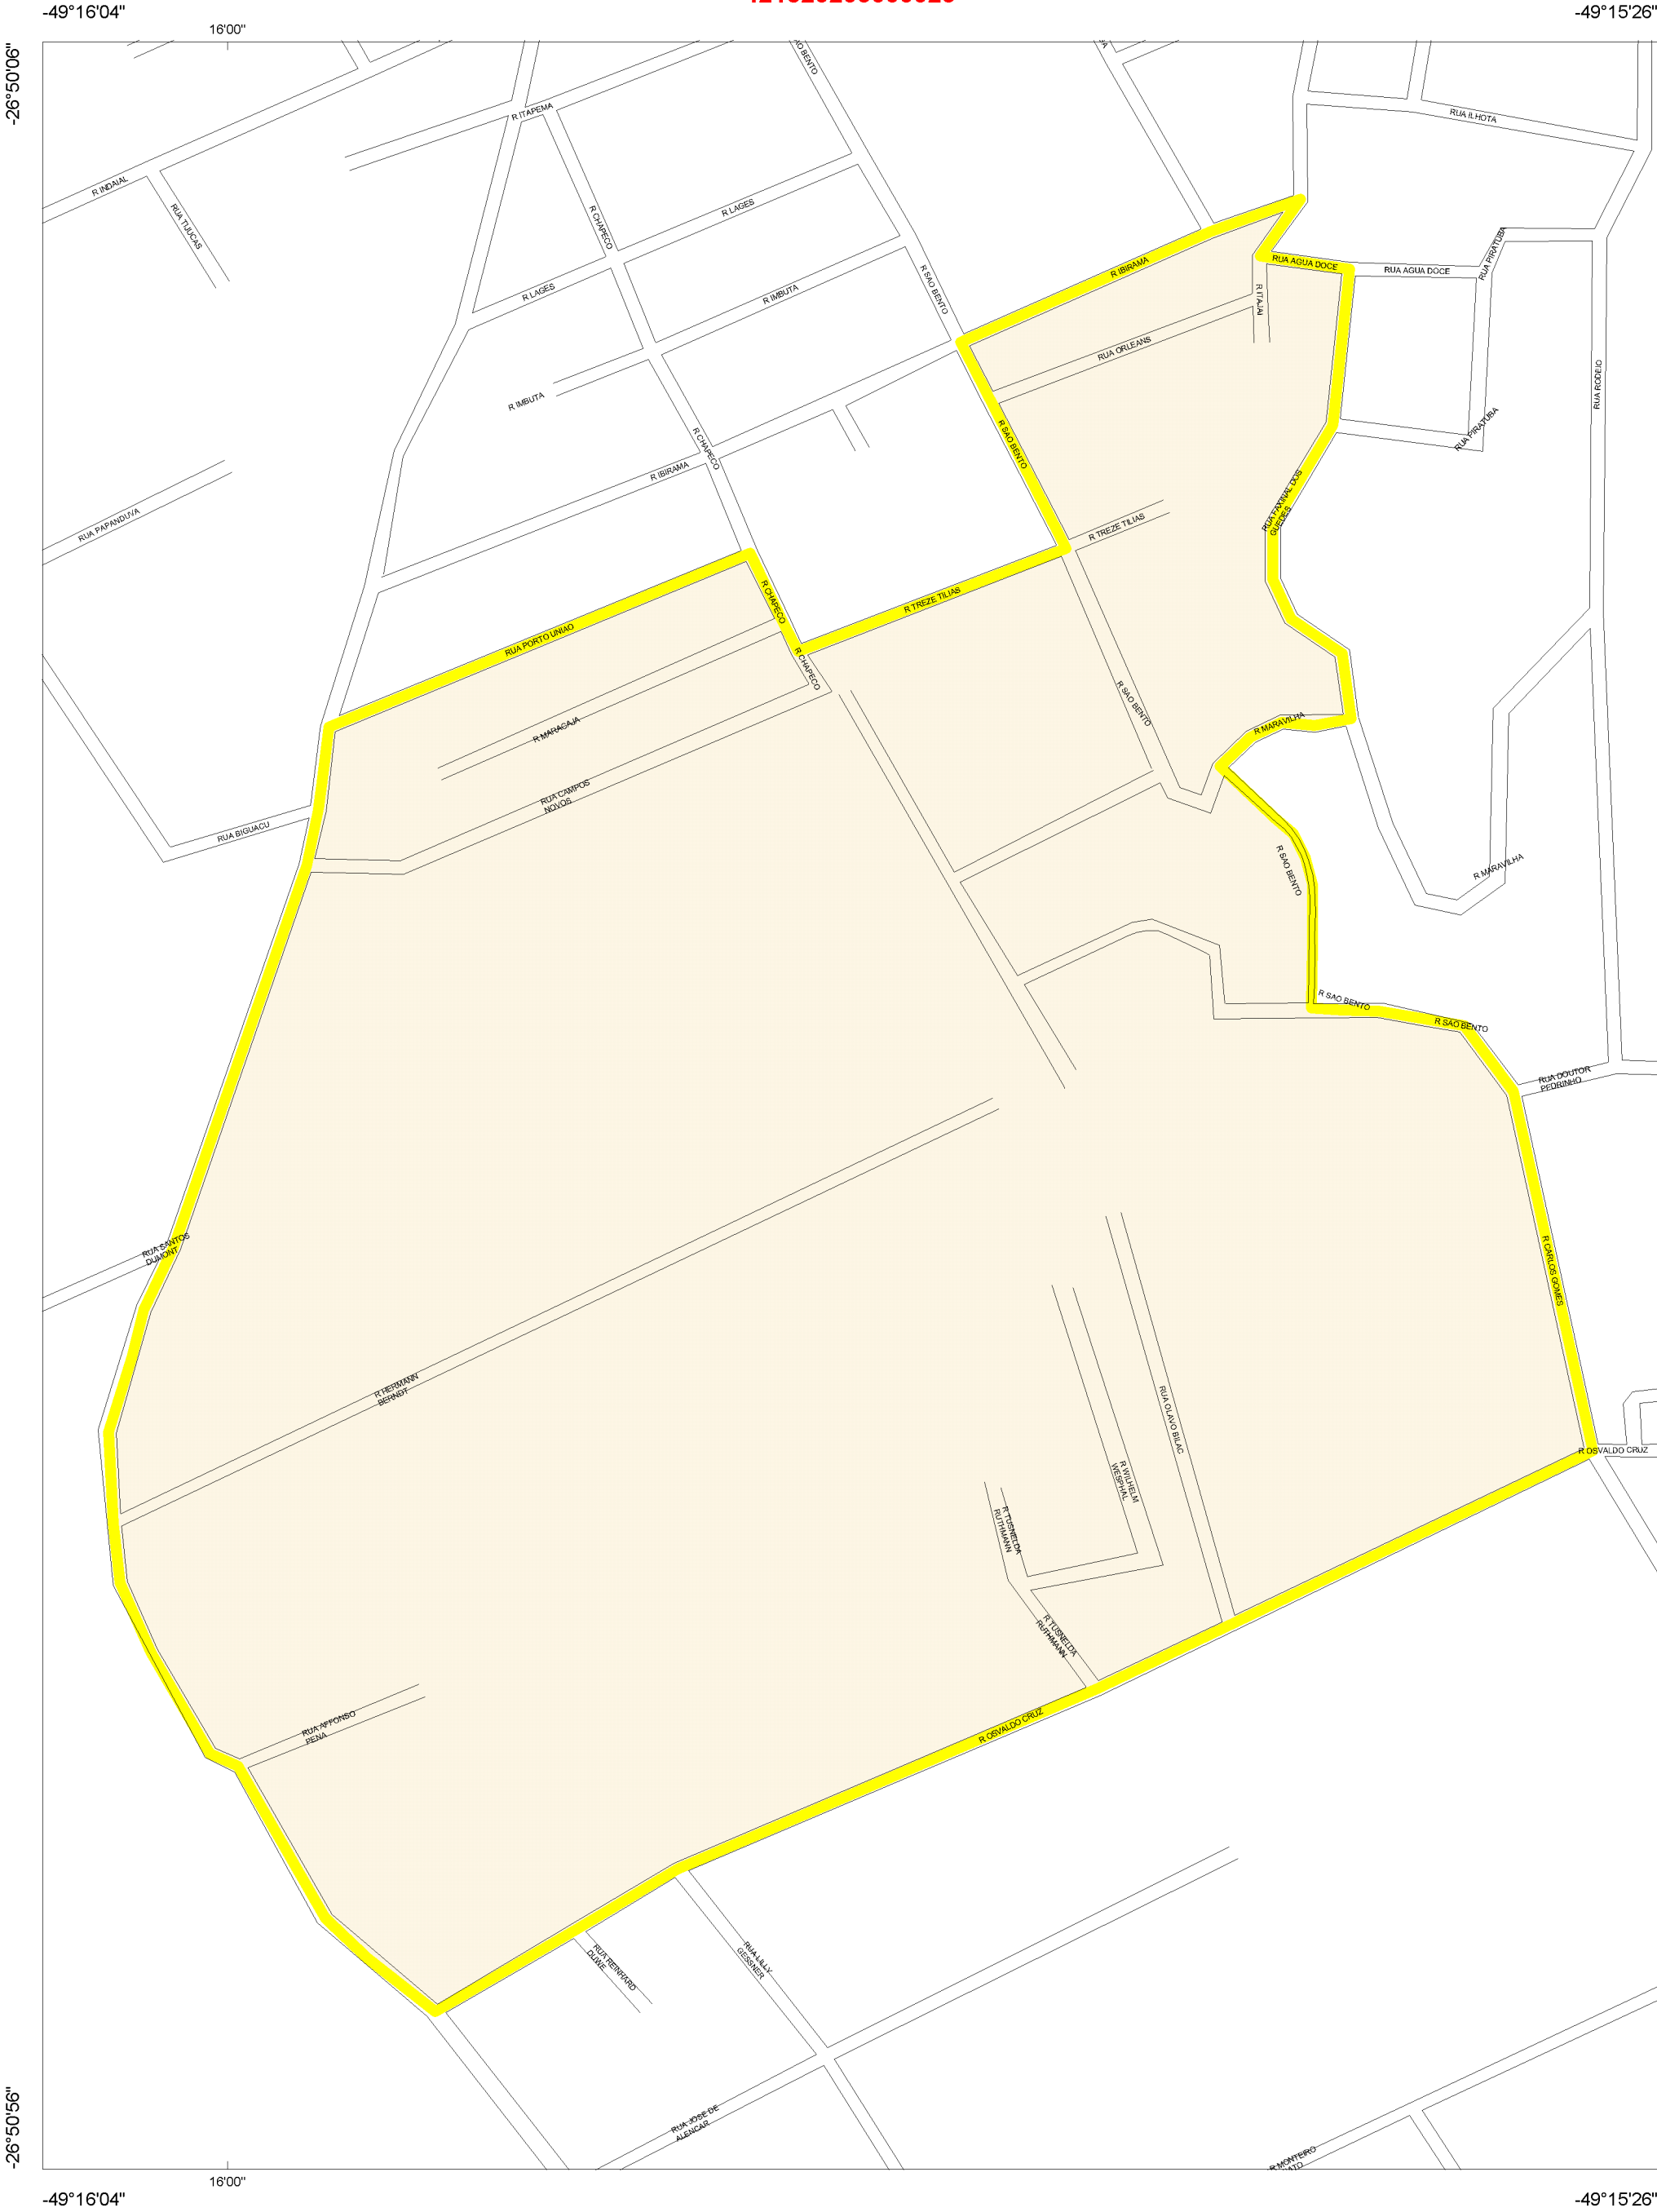 -49°16'04"
-49°15'26"
16'00"
-26°50'06"
SAO BENTO
R ITAPEMA
RUA ILHOTA
R INDAIAL
RUA TIJUCAS
R CHAPECO
R LAGES
RUA PIRATUBA
R IBIRAMA
RUA AGUA DOCE
RUA AGUA DOCE
R SAO BENTO
R LAGES
R IMBUTA
R ITAJAI
RUA ORLEANS
RUA RODEIO
R IMBUTA
R CHAPECO
R SAO BENTO
RUA PIRATUBA
R IBIRAMA
RUA PAPANDUVA
RUA FAXINAL DOS
GUEDES
R TREZE TILIAS
R CHAPECO
R TREZE TILIAS
RUA PORTO UNIAO
R CHAPECO
R SAO BENTO
R MARACAJA
R MARAVILHA
RUA CAMPOS
NOVOS
RUA BIGUACU
R SAO BENTO
R MARAVILHA
R SAO BENTO
R SAO BENTO
RUA DOUTOR
PEDRINHO
RUA SANTOS
DUMONT
R CARLOS GOMES
R HERMANN
BERNDT
RUA OLAVO BILAC
R OSVALDO CRUZ
R WILHELM
WESPHAL
R TUSNELDA
RUTHMANN
R TUSNELDA
RUTHMANN
RUA AFFONSO
PENA
R OSVALDO CRUZ
RUA REINHARD
DUWE
RUA LILLY
GESSNER
RUA JOSE DE
ALENCAR
R MONTEIRO
-26°50'56"
16'00"
-49°16'04"
-49°15'26"